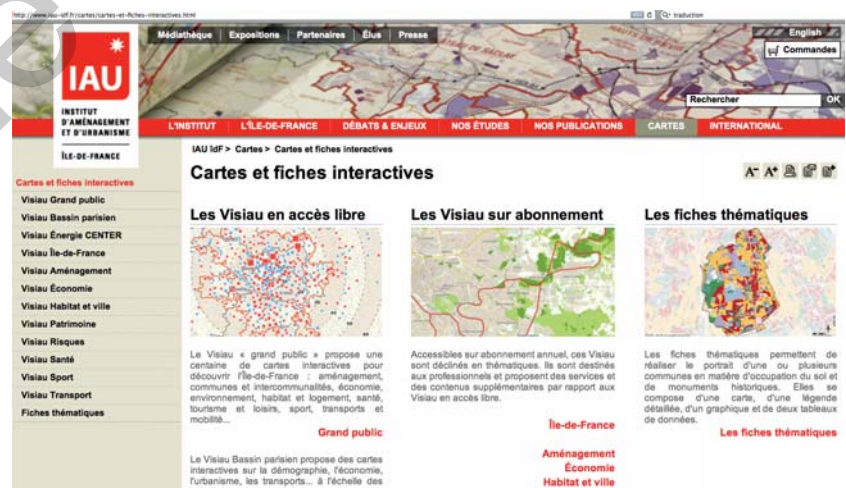 http://www.iau-idf.fr/cartes/cartes-et-fiches-interactives.html
traduction
Médiathèque Expositions Partenaires Élus Presse
English
Commandes
IAU
INSTITUT
D'AMÉNAGEMENT
ET D'URBANISME
ÎLE-DE-FRANCE
Rechercher OK
L'INSTITUT L'ÎLE-DE-FRANCE DÉBATS & ENJEUX NOS ÉTUDES NOS PUBLICATIONS CARTES INTERNATIONAL
IAU îdF > Cartes > Cartes et fiches interactives
Cartes et fiches interactives
A- A+
Cartes et fiches interactives
Visiau Grand public
Visiau Bassin parisien
Visiau Énergie CENTER
Visiau Île-de-France
Visiau Aménagement
Visiau Économie
Visiau Habitat et ville
Visiau Patrimoine
Visiau Risques
Visiau Santé
Visiau Sport
Visiau Transport
Fiches thématiques
Les Visiau en accès libre
Le Visiau « grand public » propose une
centaine de cartes interactives pour
découvrir l'Île-de-France : aménagement,
communes et intercommunalités, économie,
environnement, habitat et logement, santé,
tourisme et loisirs, sport, transports et
mobilité...
Grand public
Le Visiau Bassin parisien propose des cartes
interactives sur la démographie, l'économie,
l'urbanisme, les transports... à l'échelle des
Les Visiau sur abonnement
Accessibles sur abonnement annuel, ces Visiau
sont déclinés en thématiques. Ils sont destinés
aux professionnels et proposent des services et
des contenus supplémentaires par rapport aux
Visiau en accès libre.
Île-de-France
Aménagement
Économie
Habitat et ville
Les fiches thématiques
Les fiches thématiques permettent de
réaliser le portrait d'une ou plusieurs
communes en matière d'occupation du sol et
de monuments historiques. Elles se
compose d'une carte, d'une légende
détaillée, d'un graphique et de deux tableaux
de données.
Les fiches thématiques